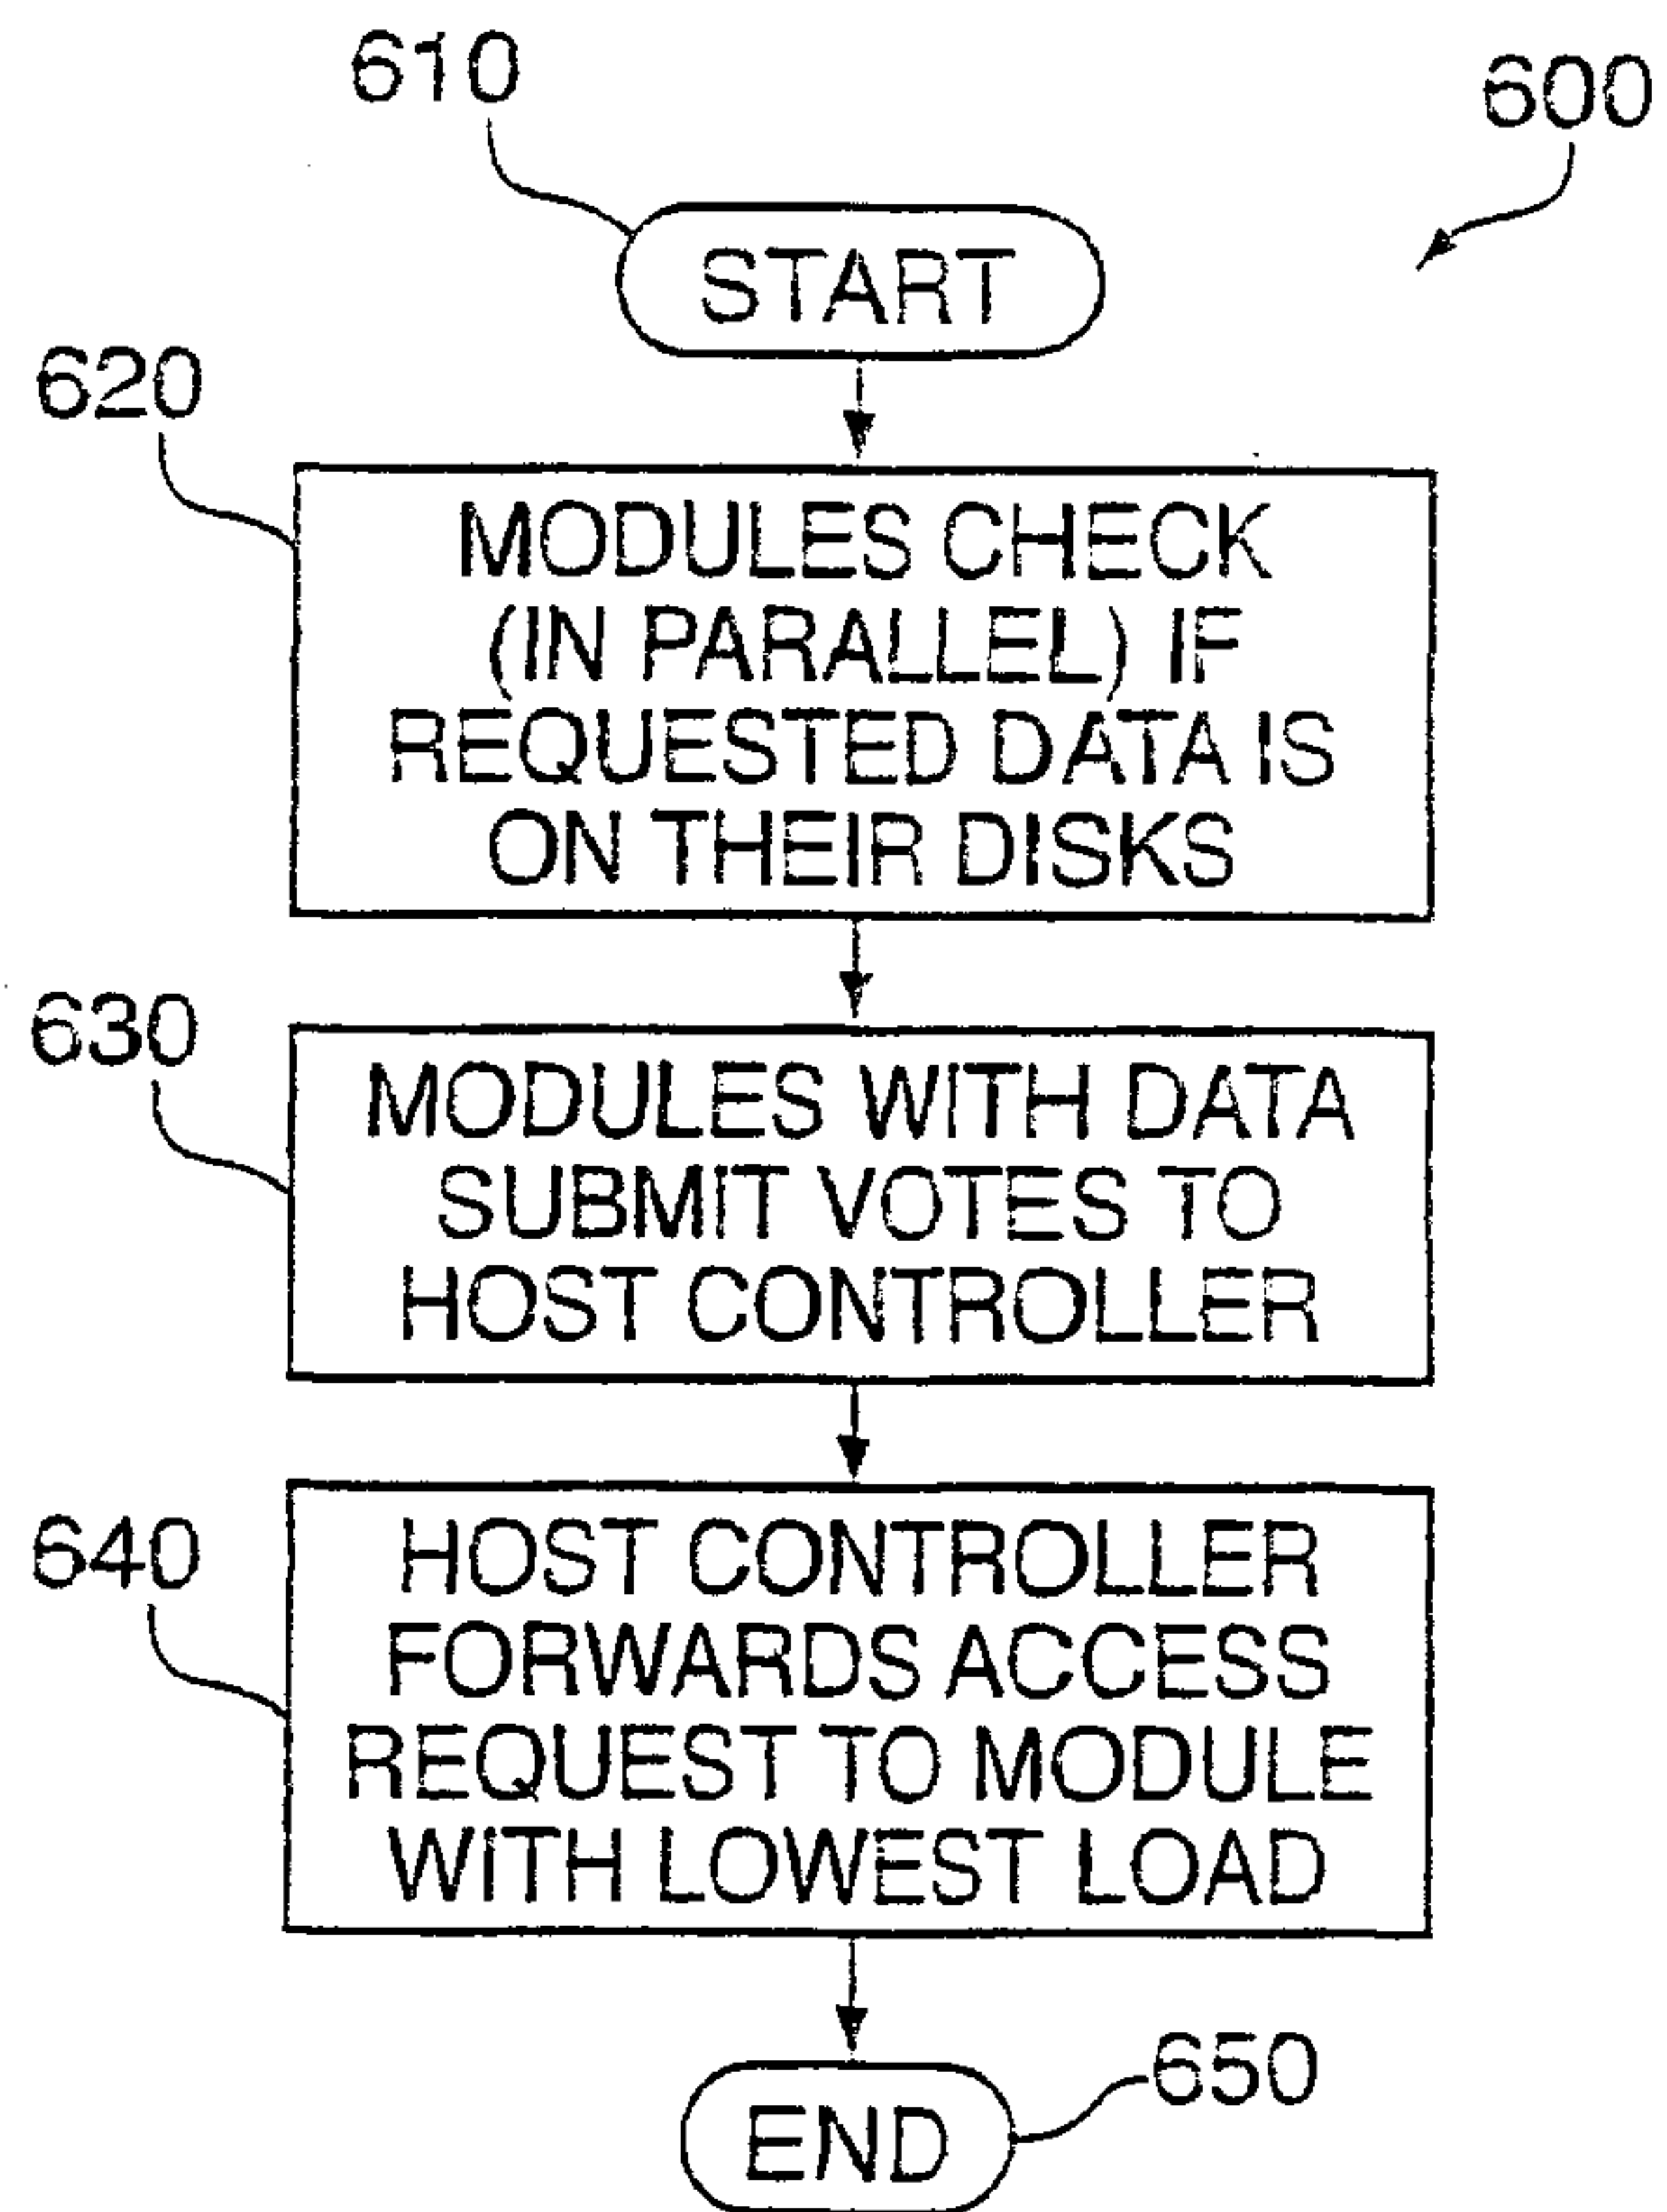 610
600
START
620
MODULES CHECK
(IN PARALLEL) IF
REQUESTED DATA IS
ON THEIR DISKS
630
MODULES WITH DATA
SUBMIT VOTES TO
HOST CONTROLLER
640
HOST CONTROLLER
FORWARDS ACCESS
REQUEST TO MODULE
WITH LOWEST LOAD
650
END